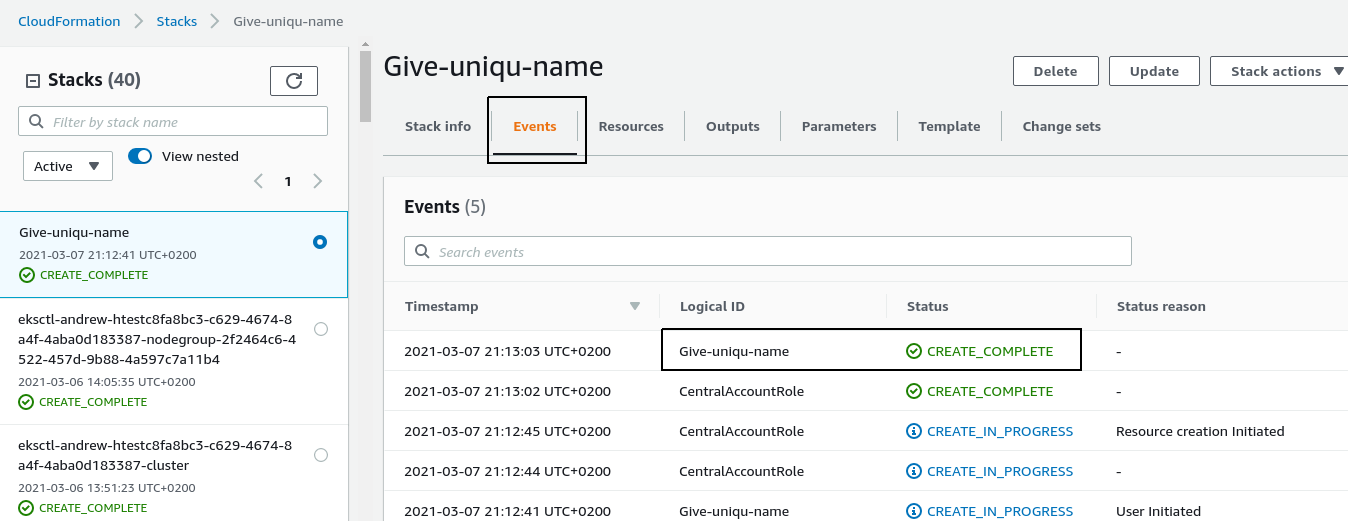 CloudFormation > Stacks > Give-uniqu-name
Stacks (40)
Filter by stack name
Active
View nested
1
Give-uniqu-name
2021-03-07 21:12:41 UTC+0200
CREATE_COMPLETE
eksctl-andrew-htestc8fa8bc3-c629-4674-8
a4f-4aba0d183387-nodegroup-2f2464c6-4
522-457d-9b88-4a597c7a11b4
2021-03-06 14:05:35 UTC+0200
CREATE_COMPLETE
eksctl-andrew-htestc8fa8bc3-c629-4674-8
a4f-4aba0d183387-cluster
2021-03-06 13:51:23 UTC+0200
CREATE_COMPLETE
Give-uniqu-name
Delete Update Stack actions
Stack info Events Resources Outputs Parameters Template Change sets
Events (5)
Search events
Timestamp Logical ID Status Status reason
2021-03-07 21:13:03 UTC+0200 Give-uniqu-name CREATE_COMPLETE -
2021-03-07 21:13:02 UTC+0200 CentralAccountRole CREATE_COMPLETE -
2021-03-07 21:12:45 UTC+0200 CentralAccountRole CREATE_IN_PROGRESS Resource creation Initiated
2021-03-07 21:12:44 UTC+0200 CentralAccountRole CREATE_IN_PROGRESS -
2021-03-07 21:12:41 UTC+0200 Give-uniqu-name CREATE_IN_PROGRESS User Initiated